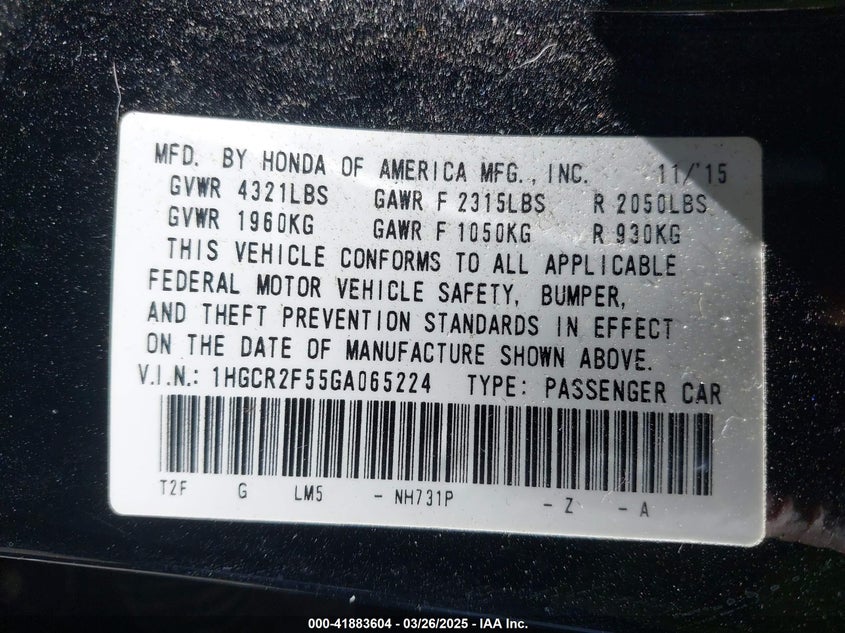 MFD. BY HONDA OF AMERICA MFG., INC. 11/'15
GVWR 4321LBS GAWR F 2315LBS R 2050LBS
GVWR 1960KG GAWR F 1050KG R 930KG
THIS VEHICLE CONFORMS TO ALL APPLICABLE
FEDERAL MOTOR VEHICLE SAFETY, BUMPER,
AND THEFT PREVENTION STANDARDS IN EFFECT
ON THE DATE OF MANUFACTURE SHOWN ABOVE.
V.I.N.: 1HGCR2F55GA065224 TYPE: PASSENGER CAR
T2F G LM5 - NH731P - Z - A
000-41883604 - 03/26/2025 - IAA Inc.